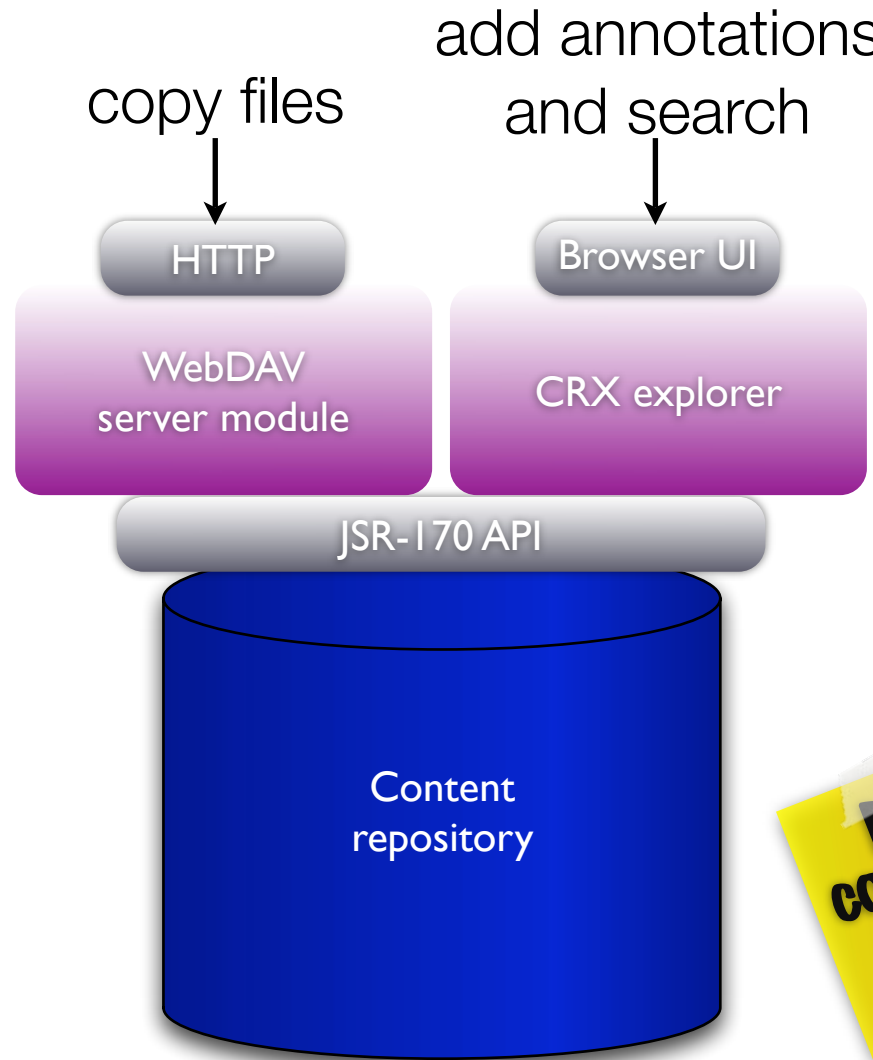 copy files
add annotations
and search
HTTP
Browser UI
WebDAV
server module
CRX explorer
JSR-170 API
Content
repository